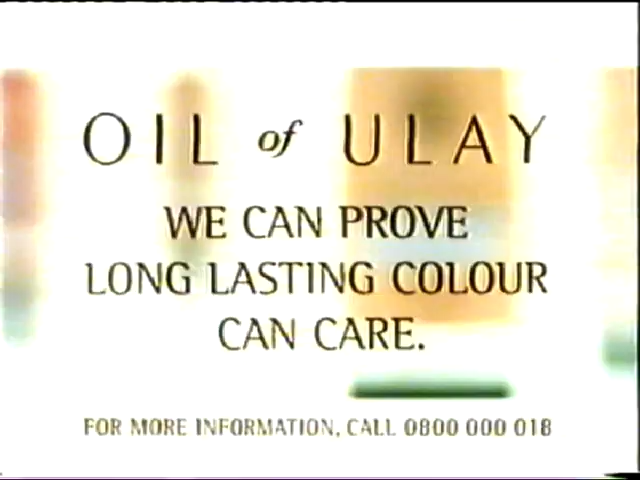 OIL of ULAY
WE CAN PROVE
LONG LASTING COLOUR
CAN CARE.
FOR MORE INFORMATION, CALL 0800 000 018